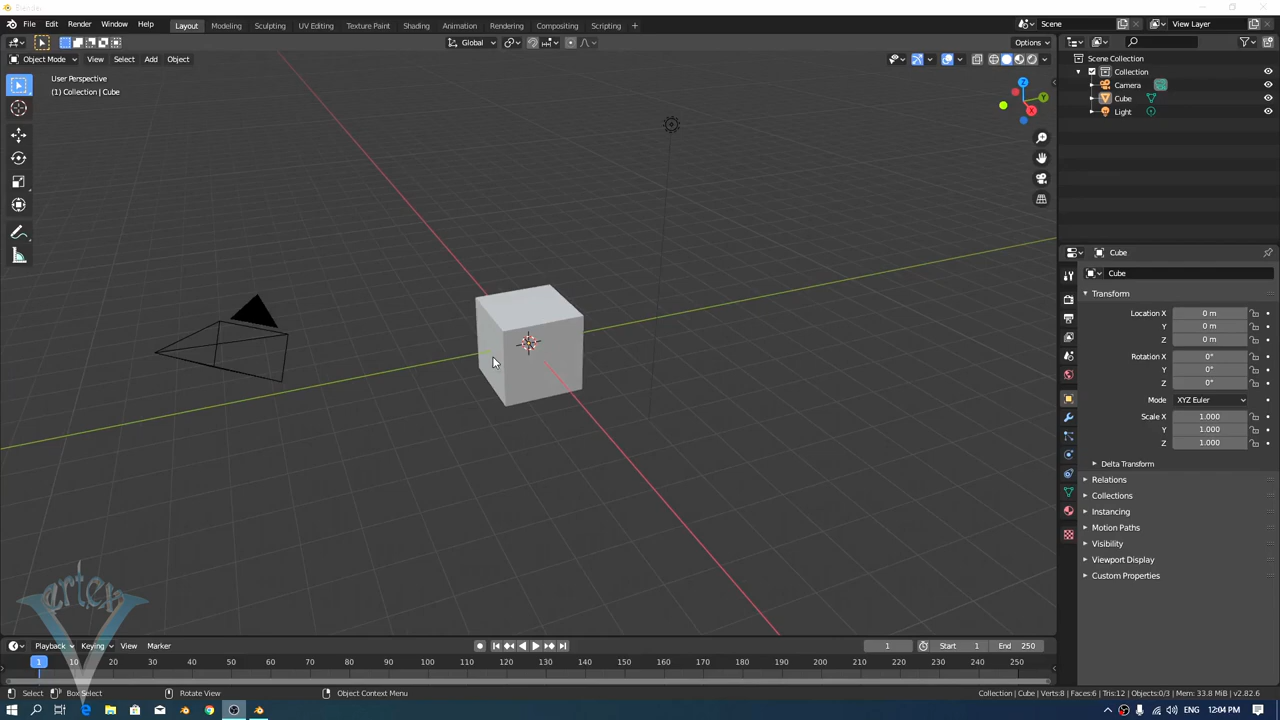 Blender
File Edit Render Window Help
Layout Modeling Sculpting UV Editing Texture Paint Shading Animation Rendering Compositing Scripting +
Scene View Layer
Global Options
Object Mode View Select Add Object
User Perspective
(1) Collection | Cube
Z
Y
X
Scene Collection
Collection
Camera
Cube
Light
Cube
Cube
Transform
Location X 0 m
Y 0 m
Z 0 m
Rotation X 0°
Y 0°
Z 0°
Mode XYZ Euler
Scale X 1.000
Y 1.000
Z 1.000
Delta Transform
Relations
Collections
Instancing
Motion Paths
Visibility
Viewport Display
Custom Properties
Vertex
Playback Keying View Marker 1 Start 1 End 250
1 10 20 30 40 50 60 70 80 90 100 110 120 130 140 150 160 170 180 190 200 210 220 230 240 250
Select Box Select Rotate View Object Context Menu
Collection | Cube | Verts:8 | Faces:6 | Tris:12 | Objects:0/3 | Mem: 33.8 MiB | v2.82.6
ENG 12:04 PM